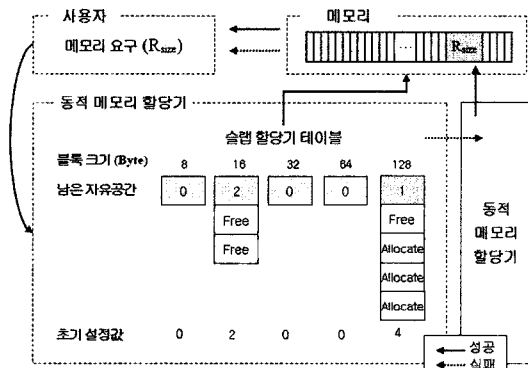 사용자
메모리
메모리 요구 (Rsize)
... Rsize
동적 메모리 할당기
슬랩 할당기 테이블
블록 크기 (Byte) 8 16 32 64 128
남은 자유공간 0 2 0 0 1
Free Free
Free Allocate
Allocate
Allocate
동적
메모리
할당기
초기 설정값 0 2 0 0 4
성공
실패